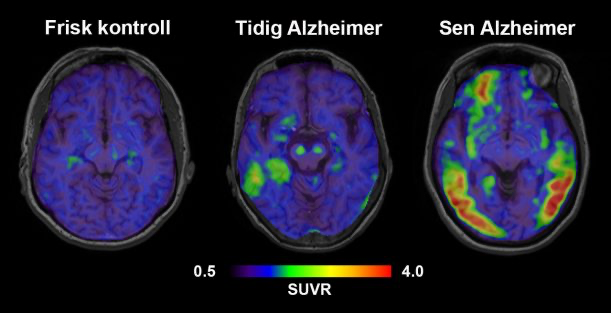 Frisk kontroll
Tidig Alzheimer
Sen Alzheimer
0.5
4.0
SUVR